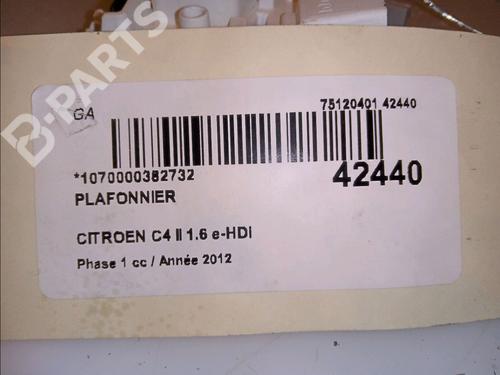 B-PARTS
GA
75120401 42440
*1070000382732
42440
PLAFONNIER
CITROEN C4 II 1.6 e-HDI
Phase 1 cc / Année 2012